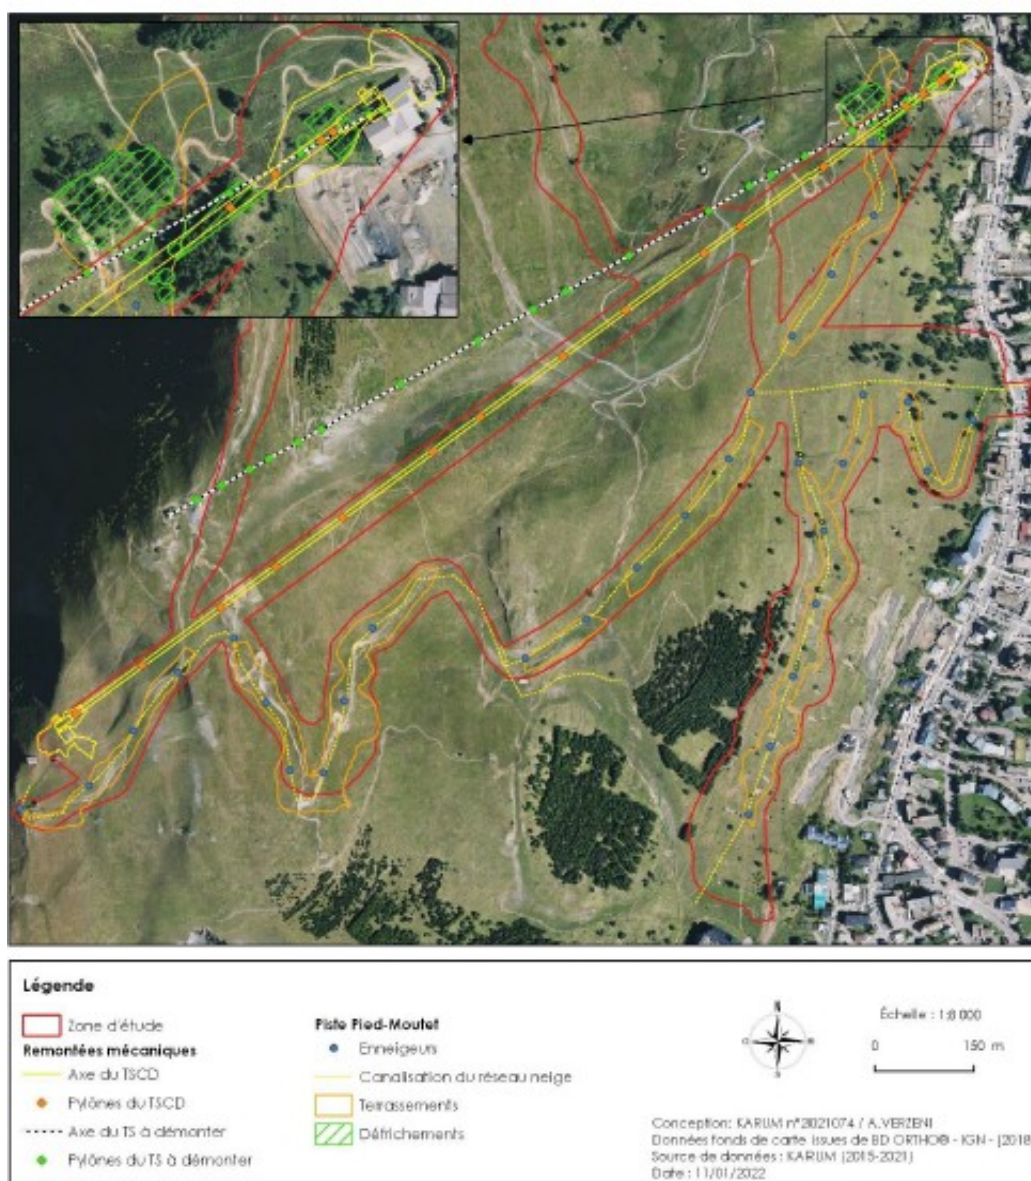 Légende
Zone d'étude
Remontées mécaniques
Axe du TSCD
Pylônes du TSCD
Axe du TS à démonter
Pylônes du TS à démonter
Piste Pied-Moutet
Enneigeurs
Canalisation du réseau neige
Terrassements
Défrichements
N
O
E
S
Échelle : 1:8 000
0 150 m
Conception: KARUM n°2021074 / A.VERZENI
Données fonds de carte issues de BD ORTHO® - IGN - [2018
Source de données : KARUM (2015-2021)
Date : 11/01/2022